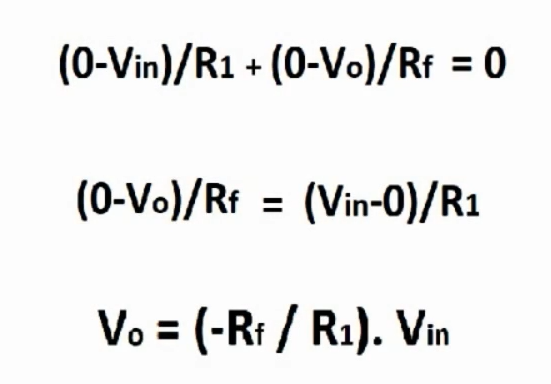 (0-Vin)/R1 + (0-Vo)/Rf = 0
(0-Vo)/Rf = (Vin-0)/R1
Vo = (-Rf / R1). Vin